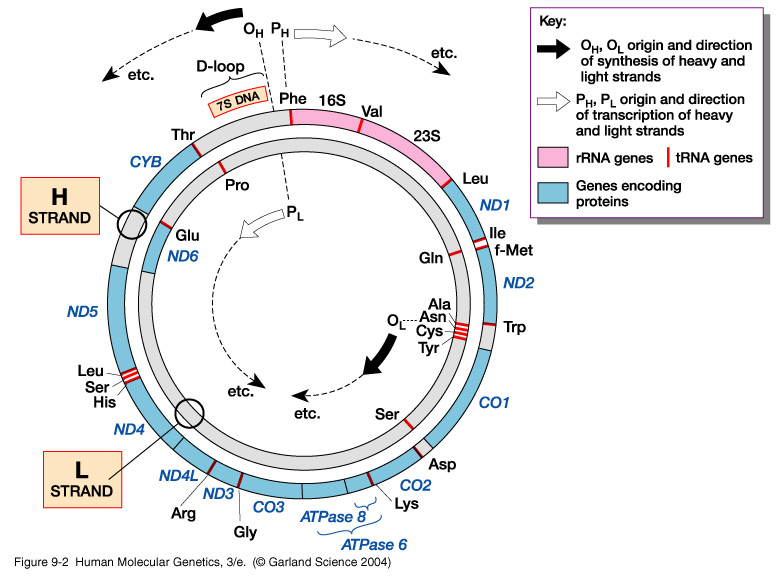 OH
PH
etc.
etc.
D-loop
7S DNA
Phe
16S
Val
23S
Thr
Leu
CYB
Pro
ND1
H
STRAND
Glu
ND6
PL
Ile
f-Met
Gln
ND2
ND5
Ala
Asn
Cys
Tyr
OL
Trp
Leu
Ser
His
etc.
etc.
Ser
CO1
ND4
L
STRAND
ND4L
Arg
ND3
Gly
CO3
ATPase 8
ATPase 6
Lys
CO2
Asp
Key:
OH, OL origin and direction
of synthesis of heavy and
light strands
PH, PL origin and direction
of transcription of heavy
and light strands
rRNA genes
tRNA genes
Genes encoding
proteins
Figure 9-2 Human Molecular Genetics, 3/e. (© Garland Science 2004)